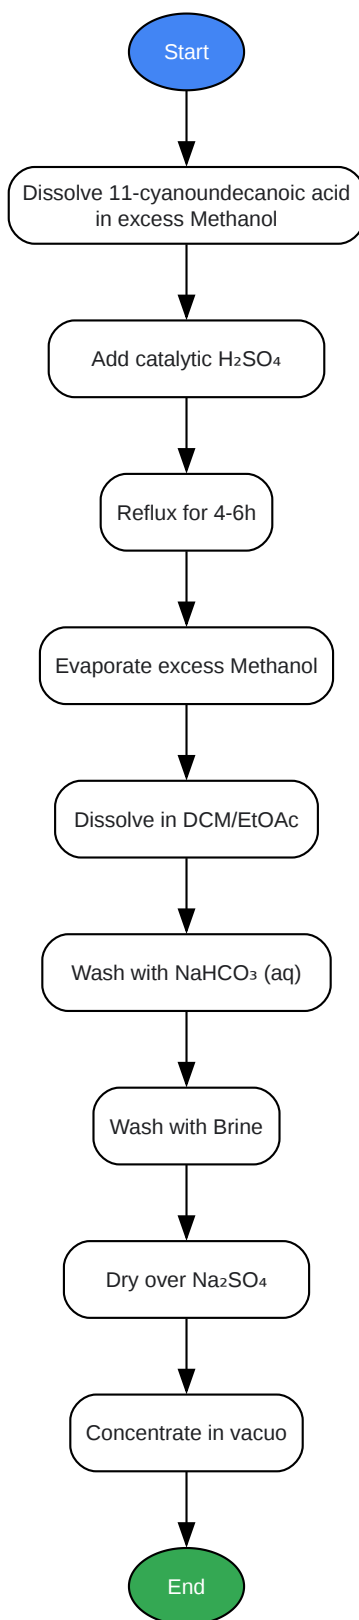 Start
Dissolve 11-cyanoundecanoic acid
in excess Methanol
Add catalytic H₂SO₄
Reflux for 4-6h
Evaporate excess Methanol
Dissolve in DCM/EtOAc
Wash with NaHCO₃ (aq)
Wash with Brine
Dry over Na₂SO₄
Concentrate in vacuo
End